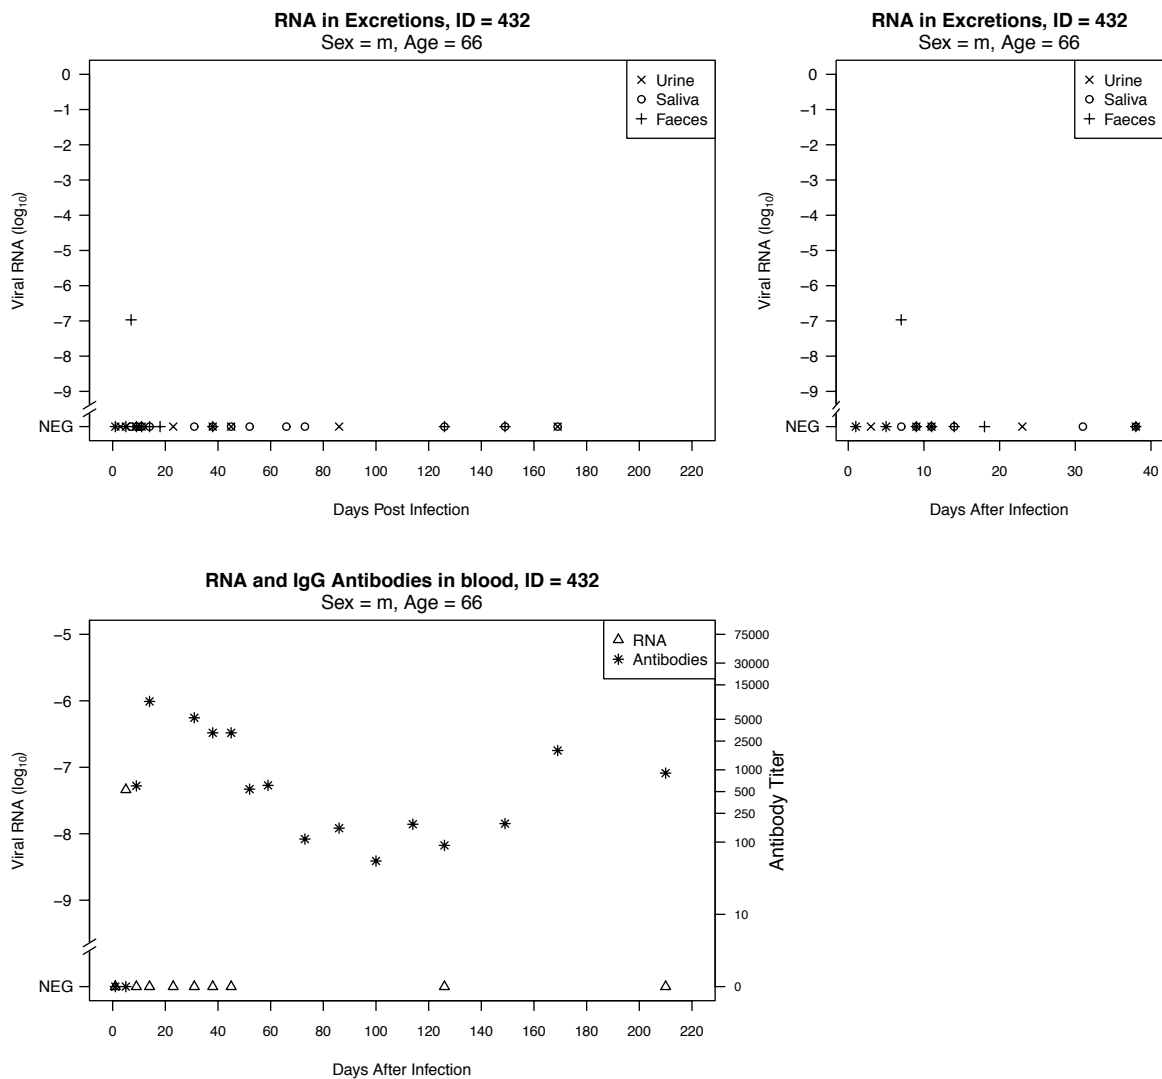 RNA in Excretions, ID = 432
Sex = m, Age = 66
Urine
Saliva
Faeces
Viral RNA (log10)
0
−1
−2
−3
−4
−5
−6
−7
−8
−9
NEG
0 20 40 60 80 100 120 140 160 180 200 220
Days Post Infection
RNA in Excretions, ID = 432
Sex = m, Age = 66
Urine
Saliva
Faeces
Viral RNA (log10)
0
−1
−2
−3
−4
−5
−6
−7
−8
−9
NEG
0 10 20 30 40
Days After Infection
RNA and IgG Antibodies in blood, ID = 432
Sex = m, Age = 66
RNA
Antibodies
Viral RNA (log10)
−5
−6
−7
−8
−9
NEG
75000
30000
15000
5000
2500
1000
500
250
100
10
0
Antibody Titer
0 20 40 60 80 100 120 140 160 180 200 220
Days After Infection